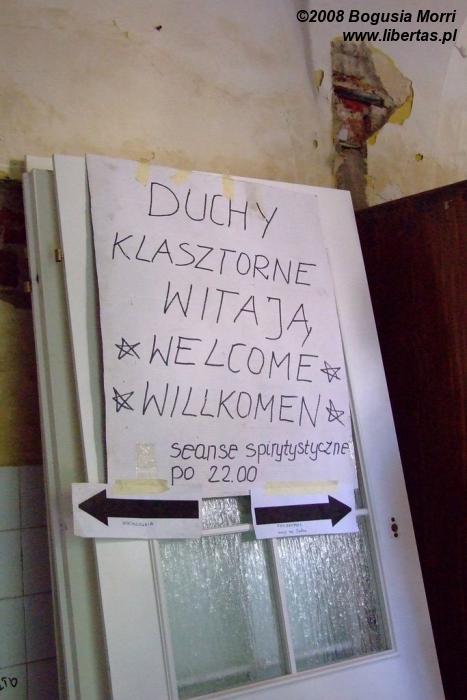 ©2008 Bogusia Morri
www.libertas.pl
DUCHY
KLASZTORNE
WITAJĄ
WELCOME
WILLKOMEN
seanse spirytystyczne
po 22.00